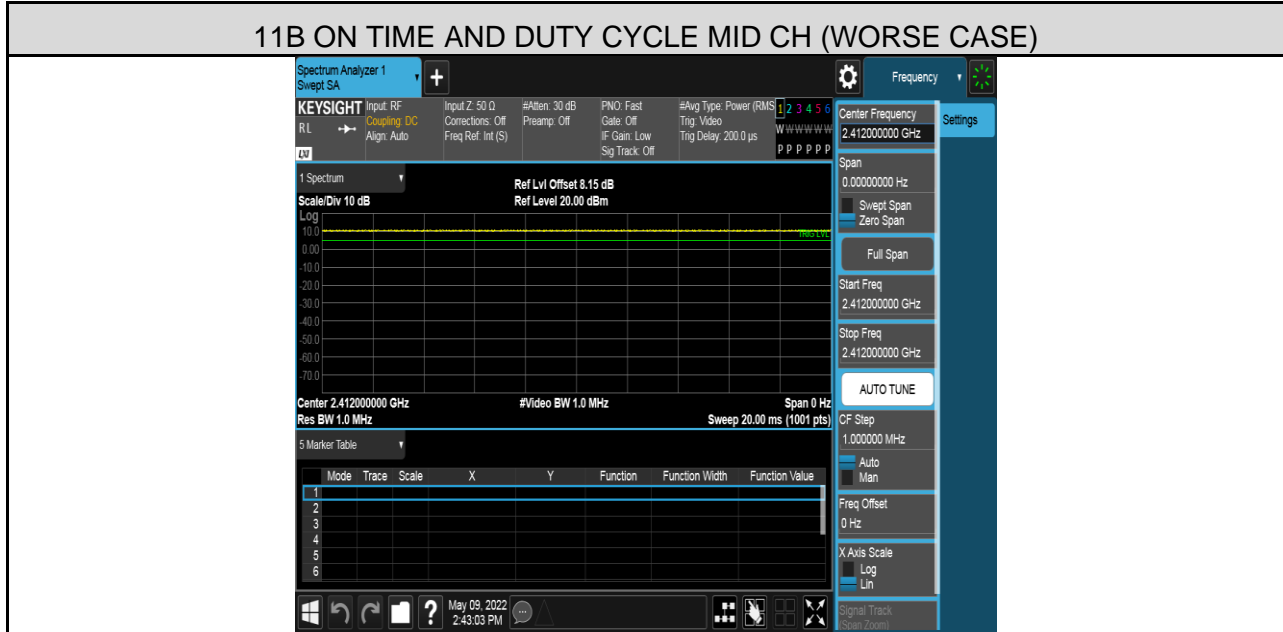 11B ON TIME AND DUTY CYCLE MID CH (WORSE CASE)
Spectrum Analyzer 1
Swept SA
+
Frequency
KEYSIGHT
RL
LXI
Input: RF
Coupling: DC
Align: Auto
Input Z: 50 Ω
Corrections: Off
Freq Ref: Int (S)
#Atten: 30 dB
Preamp: Off
PNO: Fast
Gate: Off
IF Gain: Low
Sig Track: Off
#Avg Type: Power (RMS
Trig: Video
Trig Delay: 200.0 µs
1 2 3 4 5 6
W W W W W W
P P P P P P
1 Spectrum
Scale/Div 10 dB
Ref Lvl Offset 8.15 dB
Ref Level 20.00 dBm
Log
10.0
0.00
-10.0
-20.0
-30.0
-40.0
-50.0
-60.0
-70.0
TRIG LVL
Center 2.412000000 GHz
#Video BW 1.0 MHz
Span 0 Hz
Res BW 1.0 MHz
Sweep 20.00 ms (1001 pts)
5 Marker Table
Mode Trace Scale X Y Function Function Width Function Value
1
2
3
4
5
6
May 09, 2022
2:43:03 PM
?
Center Frequency
2.412000000 GHz
Settings
Span
0.00000000 Hz
Swept Span
Zero Span
Full Span
Start Freq
2.412000000 GHz
Stop Freq
2.412000000 GHz
AUTO TUNE
CF Step
1.000000 MHz
Auto
Man
Freq Offset
0 Hz
X Axis Scale
Log
Lin
Signal Track
(Span Zoom)